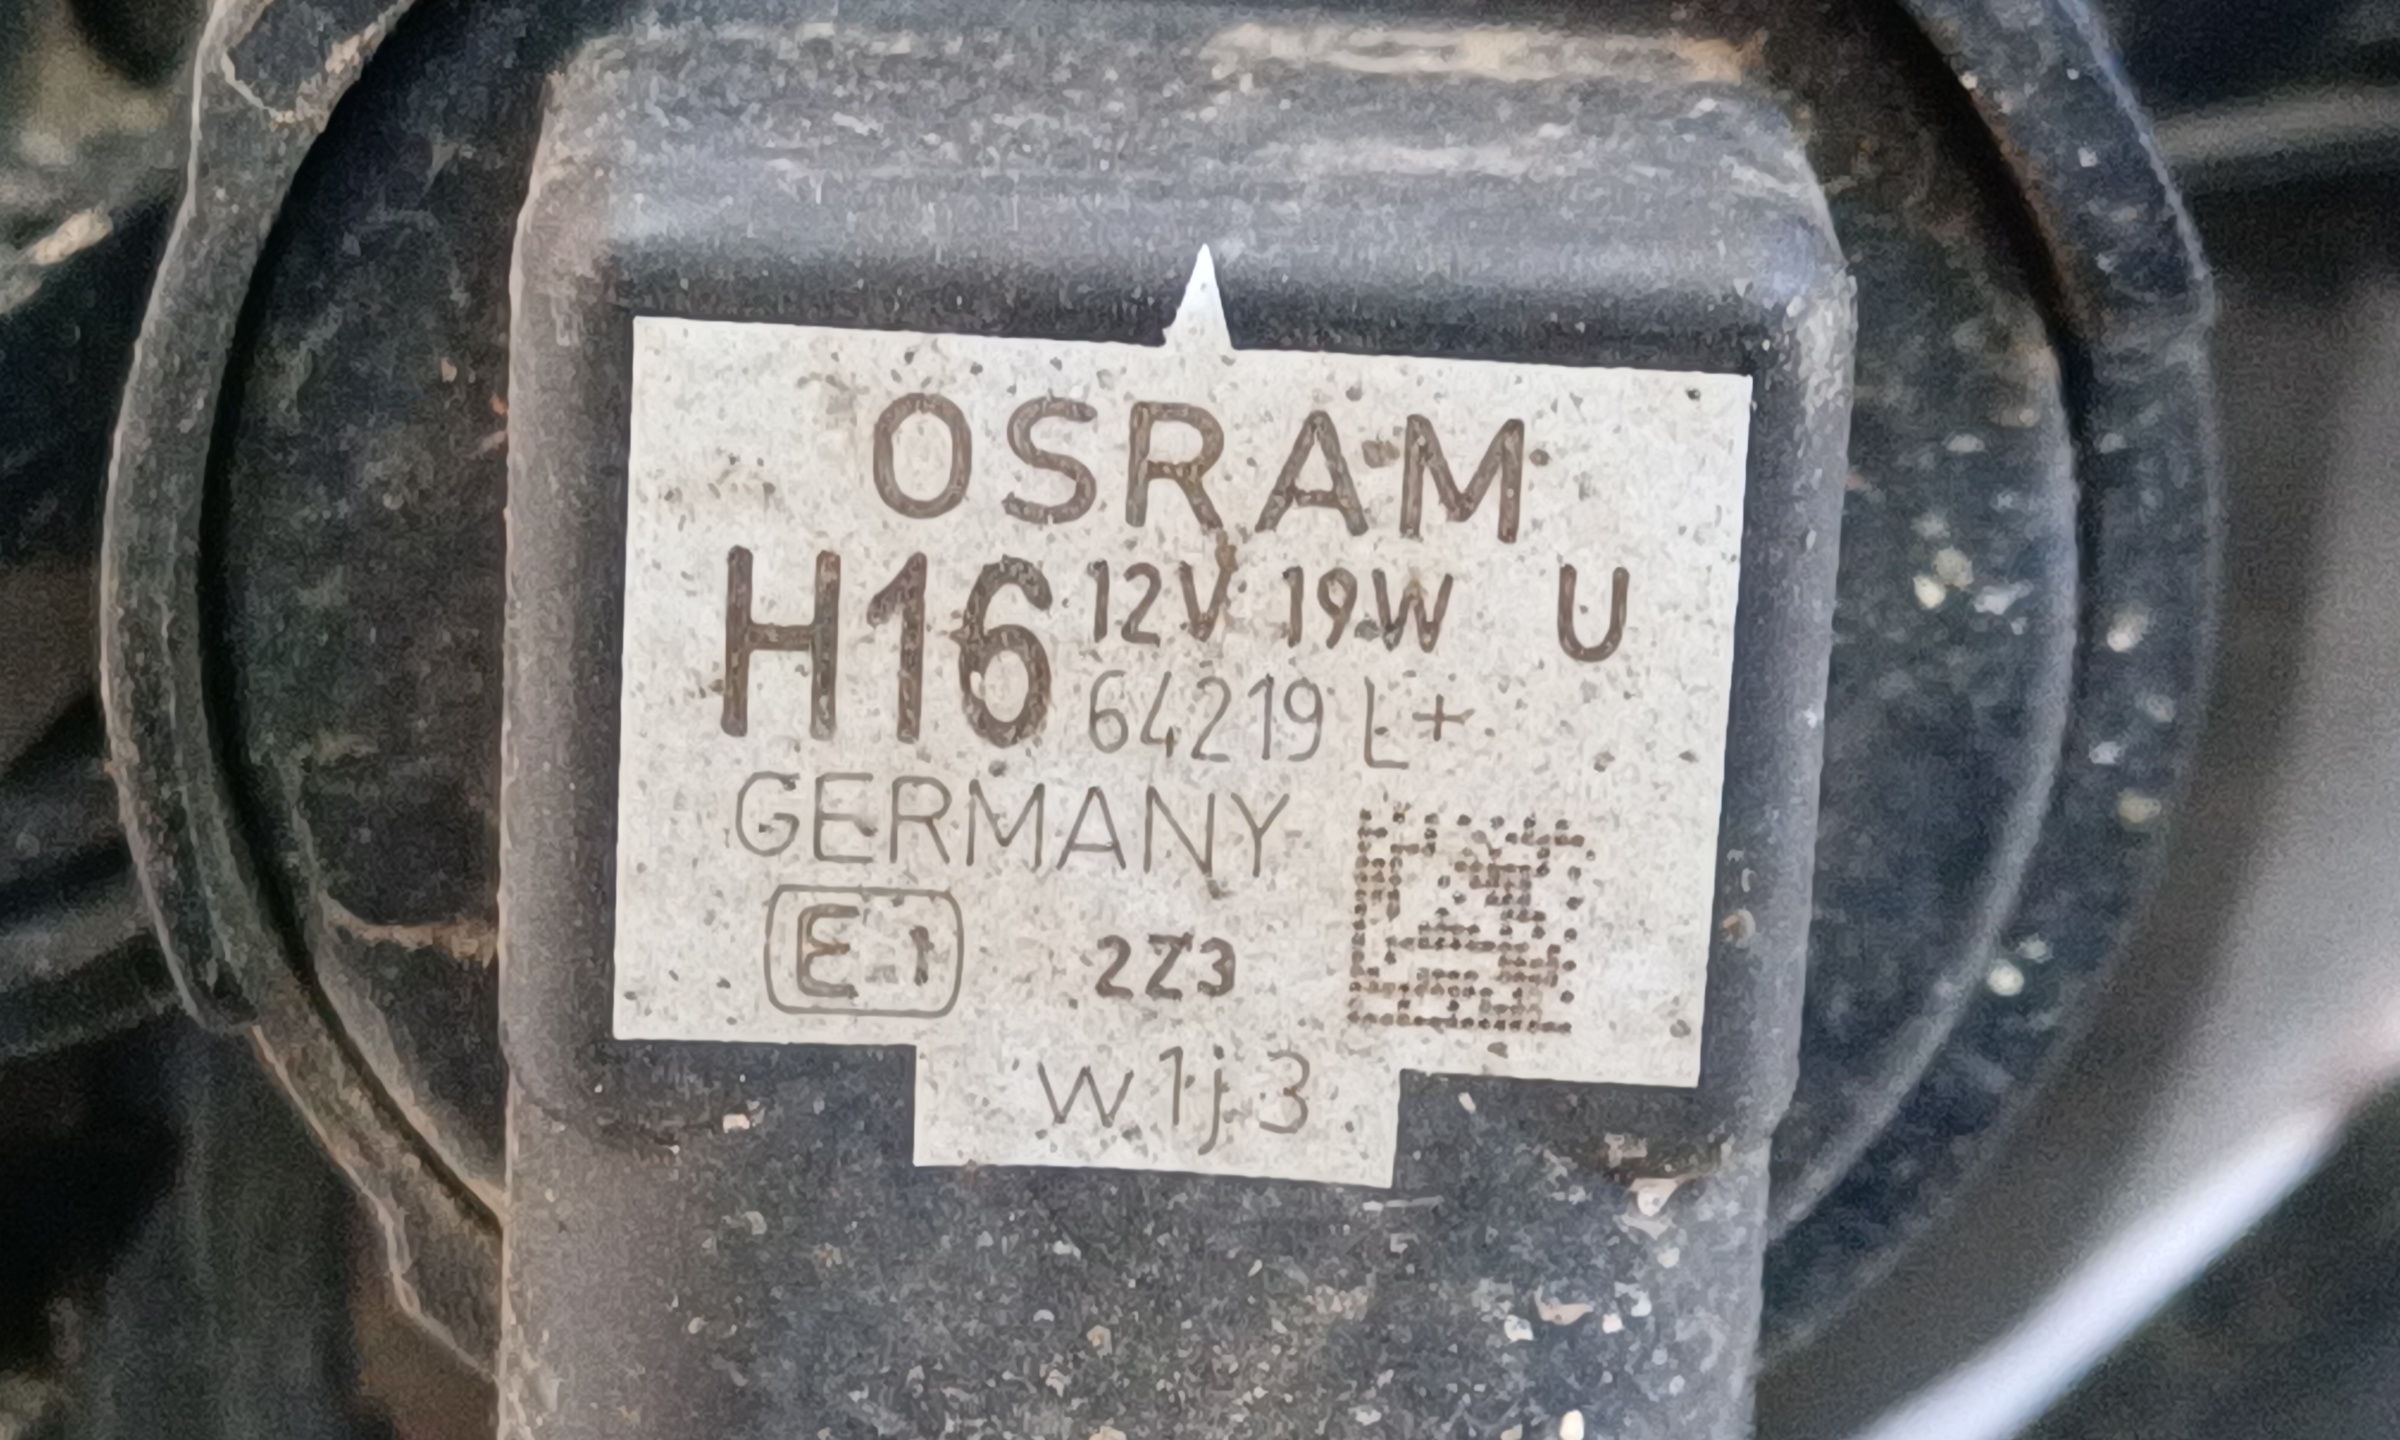 OSRAM
H16 12V 19W U
64219 L+
GERMANY
E1 2Z3
w1j3